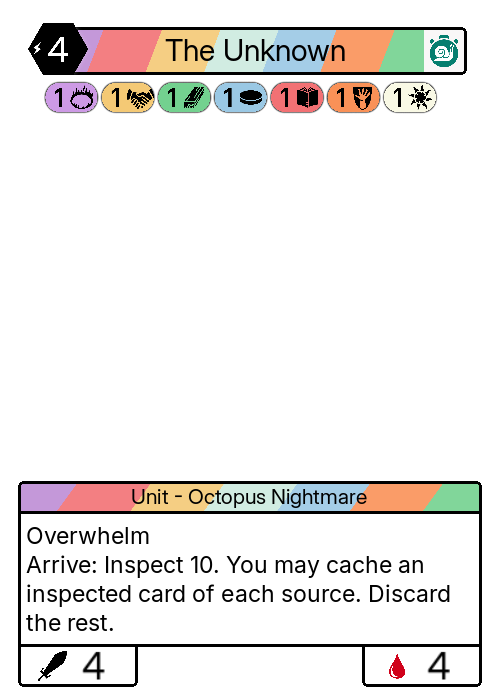 4 The Unknown
1 1 1 1 1 1 1
Unit - Octopus Nightmare
Overwhelm
Arrive: Inspect 10. You may cache an
inspected card of each source. Discard
the rest.
4 4